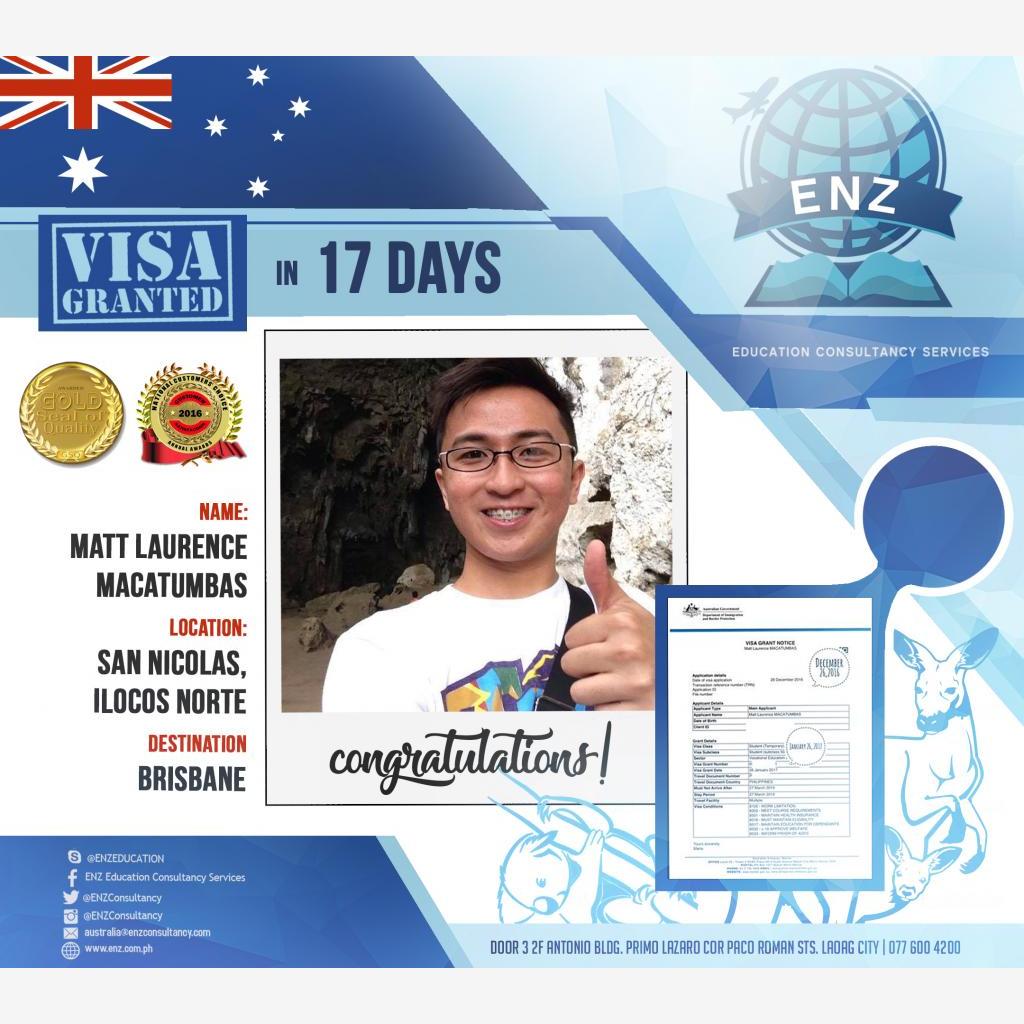 ENZ
EDUCATION CONSULTANCY SERVICES
VISA
GRANTED
IN 17 DAYS
AWARDED
GOLD
Seal of
Quality
GSQ
NATIONAL CUSTOMERS CHOICE
CUSTOMER
2016
ANNUAL AWARDS
NAME:
MATT LAURENCE
MACATUMBAS
LOCATION:
SAN NICOLAS,
ILOCOS NORTE
DESTINATION
BRISBANE
congratulations!
Australian Government
Department of Immigration
and Border Protection
VISA GRANT NOTICE
Matt Laurence MACATUMBAS
DECEMBER
26,2016
Application details
Date of visa application 26 December 2016
Transaction reference number (TRN)
Application ID
File number
Applicant Details
Applicant Type Main Applicant
Applicant Name Matt Laurence MACATUMBAS
Date of Birth
Client ID
Grant Details
JANUARY 26, 2017
Visa Class Student (Temporary)
Visa Subclass Student (subclass
Sector Vocational Education
Visa Grant Number
Visa Grant Date January 2017
Travel Document Number
Travel Document Country PHILIPPINES
Must Not Arrive After 27 March 2019
Stay Period 27 March 2019
Travel Facility Multiple
Visa Conditions 8105 - WORK LIMITATION
8202 - MEET COURSE REQUIREMENTS
8501 - MAINTAIN HEALTH INSURANCE
8516 - MUST MAINTAIN ELIGIBILITY
8517 - MAINTAIN EDUCATION FOR DEPENDANTS
8532 - APPROVE WELFARE
8533 - INFORM PROVIDER OF
Yours sincerely
@ENZEDUCATION
ENZ Education Consultancy Services
@ENZConsultancy
@ENZConsultancy
australia@enzconsultancy.com
www.enz.com.ph
DOOR 3 2F ANTONIO BLDG. PRIMO LAZARO COR PACO ROMAN STS. LAOAG CITY | 077 600 4200